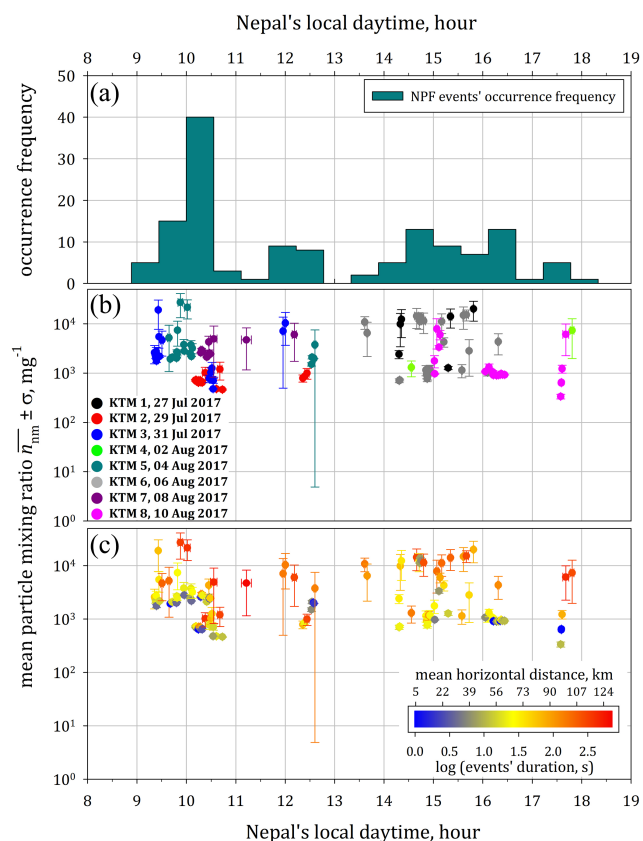 Nepal's local daytime, hour
8 9 10 11 12 13 14 15 16 17 18 19
(a)
NPF events' occurrence frequency
occurrence frequency
50
40
30
20
10
0
(b)
10⁴
10³
10²
10¹
10⁰
KTM 1, 27 Jul 2017
KTM 2, 29 Jul 2017
KTM 3, 31 Jul 2017
KTM 4, 02 Aug 2017
KTM 5, 04 Aug 2017
KTM 6, 06 Aug 2017
KTM 7, 08 Aug 2017
KTM 8, 10 Aug 2017
mean particle mixing ratio n̅n̅m̅ ± σ, mg⁻¹
(c)
10⁴
10³
10²
10¹
10⁰
mean horizontal distance, km
5 22 39 56 73 90 107 124
0.0 0.5 1.0 1.5 2.0 2.5
log (events' duration, s)
8 9 10 11 12 13 14 15 16 17 18 19
Nepal's local daytime, hour